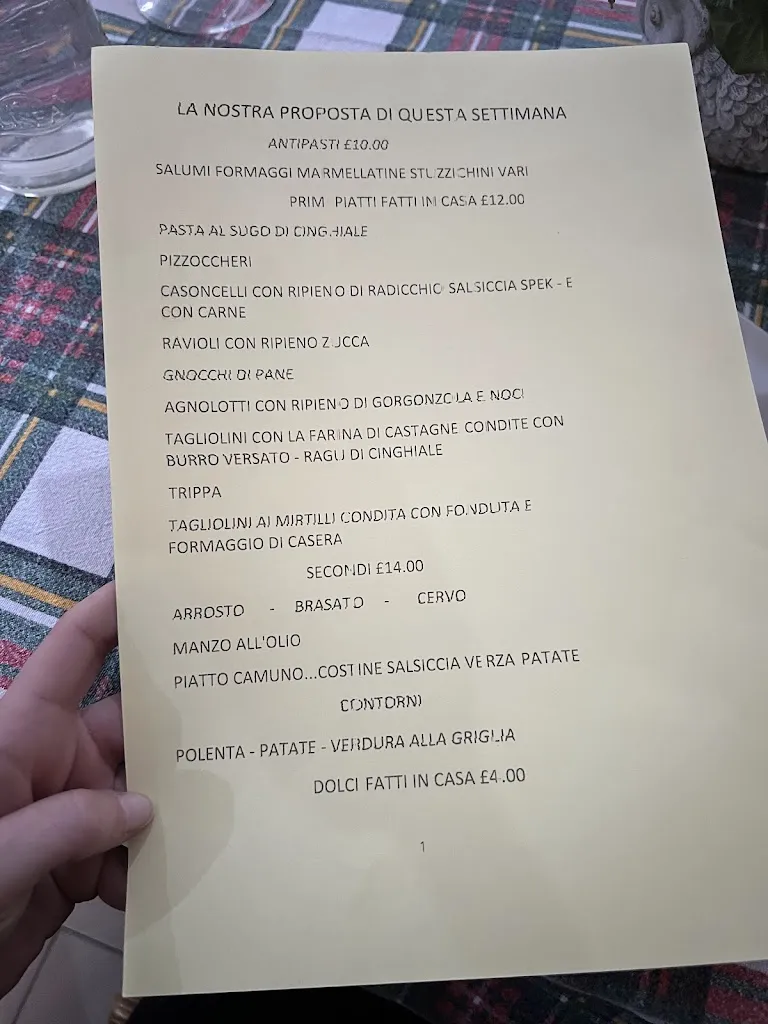 LA NOSTRA PROPOSTA DI QUESTA SETTIMANA
ANTIPASTI £10.00
SALUMI FORMAGGI MARMELLATINE STUZZICHINI VARI
PRIMI PIATTI FATTI IN CASA £12.00
PASTA AL SUGO DI CINGHIALE
PIZZOCCHERI
CASONCELLI CON RIPIENO DI RADICCHIO SALSICCIA SPEK - E
CON CARNE
RAVIOLI CON RIPIENO ZUCCA
GNOCCHI DI PANE
AGNOLOTTI CON RIPIENO DI GORGONZOLA E NOCI
TAGLIOLINI CON LA FARINA DI CASTAGNE CONDITE CON
BURRO VERSATO - RAGU DI CINGHIALE
TRIPPA
TAGLIOLINI AI MIRTILLI CONDITA CON FONDUTA E
FORMAGGIO DI CASERA
SECONDI £14.00
ARROSTO - BRASATO - CERVO
MANZO ALL'OLIO
PIATTO CAMUNO...COSTINE SALSICCIA VERZA PATATE
CONTORNI
POLENTA - PATATE - VERDURA ALLA GRIGLIA
DOLCI FATTI IN CASA £4.00
1